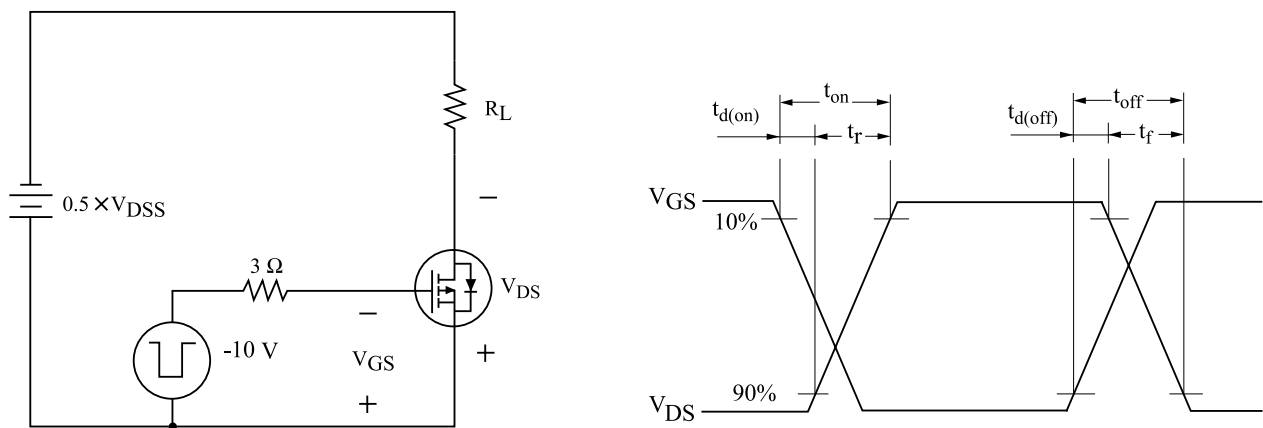 R_L
−
0.5 × V_DSS
3 Ω
V_DS
−
-10 V
V_GS
+
+
t_on
t_off
t_d(on)
t_d(off)
t_r
t_f
V_GS
10%
90%
V_DS